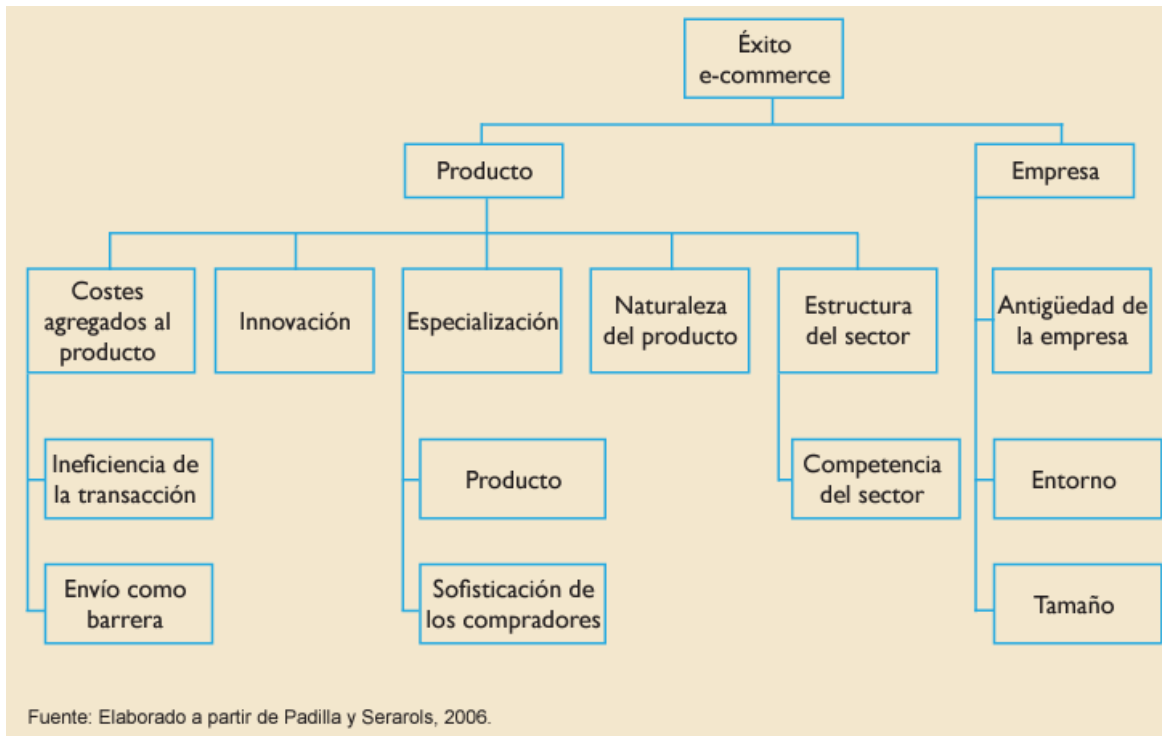 Éxito
e-commerce
Producto
Empresa
Costes
agregados al
producto
Innovación
Especialización
Naturaleza
del producto
Estructura
del sector
Antigüedad de
la empresa
Ineficiencia de
la transacción
Producto
Competencia
del sector
Entorno
Envío como
barrera
Sofisticación de
los compradores
Tamaño
Fuente: Elaborado a partir de Padilla y Serarols, 2006.